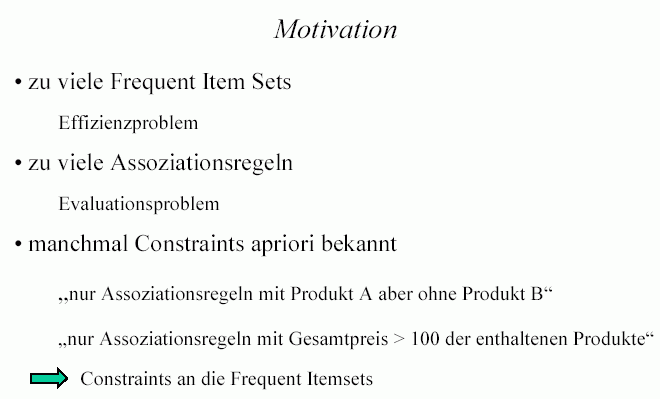 Motivation
• zu viele Frequent Item Sets
Effizienzproblem
• zu viele Assoziationsregeln
Evaluationsproblem
• manchmal Constraints apriori bekannt
„nur Assoziationsregeln mit Produkt A aber ohne Produkt B“
„nur Assoziationsregeln mit Gesamtpreis > 100 der enthaltenen Produkte“
Constraints an die Frequent Itemsets